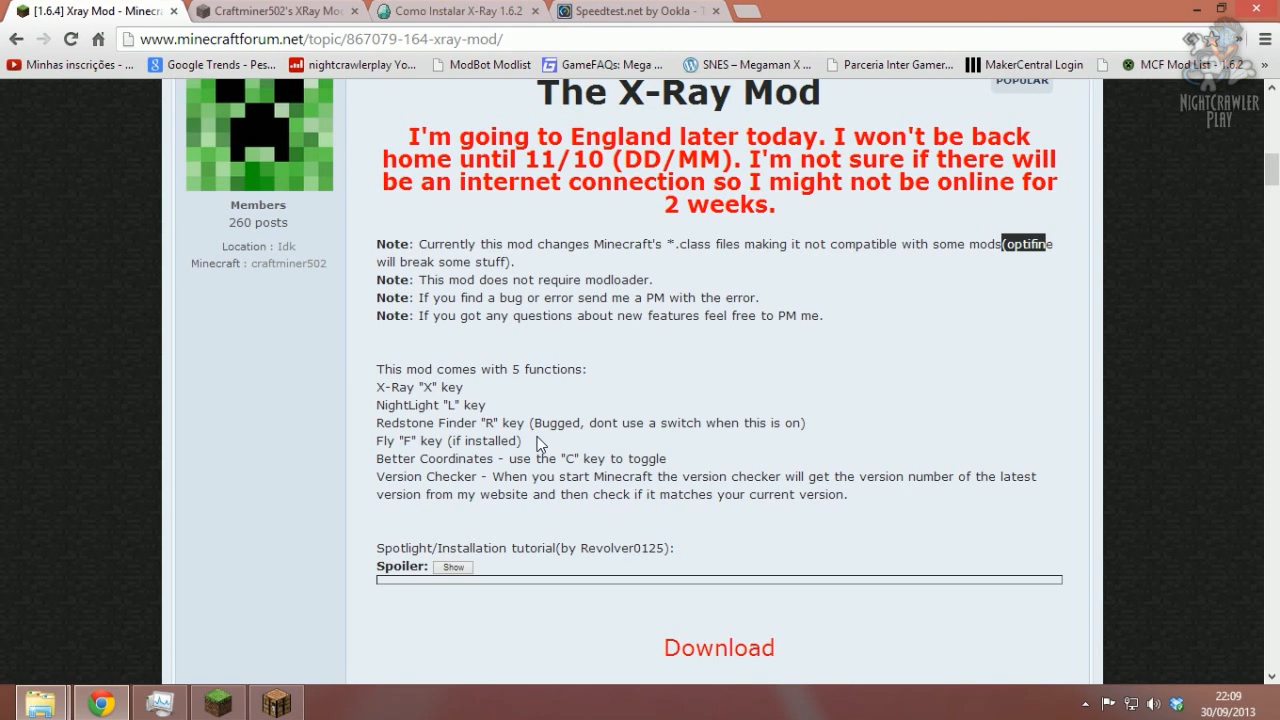 [1.6.4] Xray Mod - Minecr
Craftminer502's XRay Mo
Como Instalar X-Ray 1.6.2
Speedtest.net by Ookla - T
www.minecraftforum.net/topic/867079-164-xray-mod/
Minhas inscrições - ...
Google Trends - Pes...
nightcrawlerplay Yo...
ModBot Modlist
GameFAQs: Mega ...
SNES – Megaman X ...
Parceria Inter Gamer...
MakerCentral Login
MCF Mod List - 1.6.2
NIGHTCRAWLER
PLAY
POPULAR
The X-Ray Mod
I'm going to England later today. I won't be back
home until 11/10 (DD/MM). I'm not sure if there will
be an internet connection so I might not be online for
2 weeks.
Members
260 posts
Location : Idk
Minecraft : craftminer502
Note: Currently this mod changes Minecraft's *.class files making it not compatible with some mods(optifine
will break some stuff).
Note: This mod does not require modloader.
Note: If you find a bug or error send me a PM with the error.
Note: If you got any questions about new features feel free to PM me.
This mod comes with 5 functions:
X-Ray "X" key
NightLight "L" key
Redstone Finder "R" key (Bugged, dont use a switch when this is on)
Fly "F" key (if installed)
Better Coordinates - use the "C" key to toggle
Version Checker - When you start Minecraft the version checker will get the version number of the latest
version from my website and then check if it matches your current version.
Spotlight/Installation tutorial(by Revolver0125):
Spoiler: Show
Download
22:09
30/09/2013